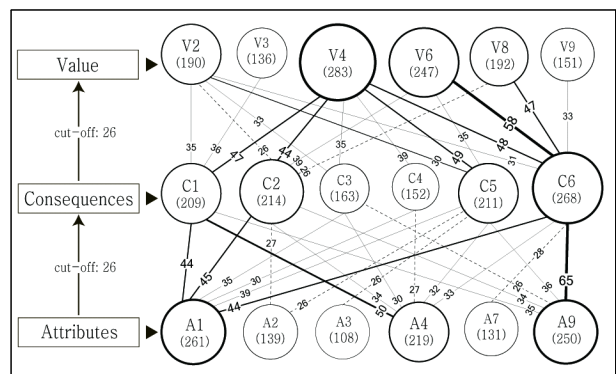 V2 V3 V4 V6 V8 V9
(190) (136) (283) (247) (192) (151)
Value
58 47
33 33
cut-off: 26
35 36 47 26 44 39 26 35 39 30 49 35 48 31
C1 C2 C3 C4 C5 C6
(209) (214) (163) (152) (211) (268)
Consequences
27 28
44 45 35 39 30 44 26 26 34 50 30 27 32 33 26 34 35 36 65
cut-off: 26
A1 A2 A3 A4 A7 A9
(261) (139) (108) (219) (131) (250)
Attributes